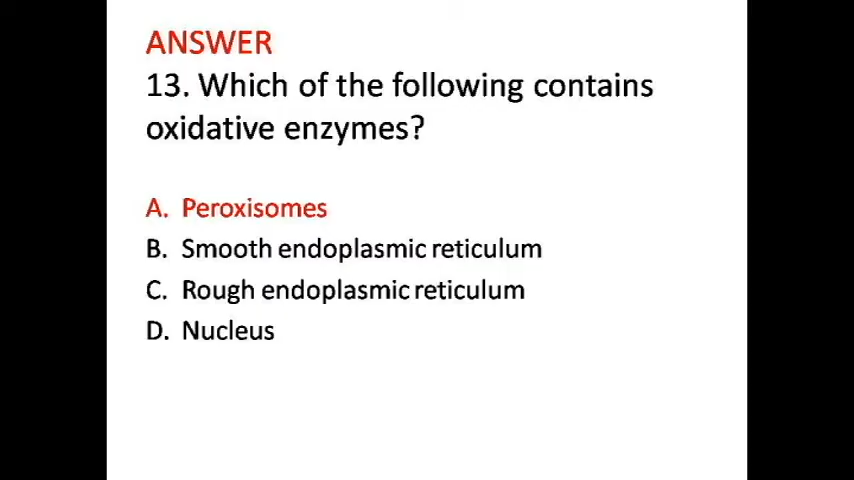 ANSWER
13. Which of the following contains
oxidative enzymes?
A. Peroxisomes
B. Smooth endoplasmic reticulum
C. Rough endoplasmic reticulum
D. Nucleus